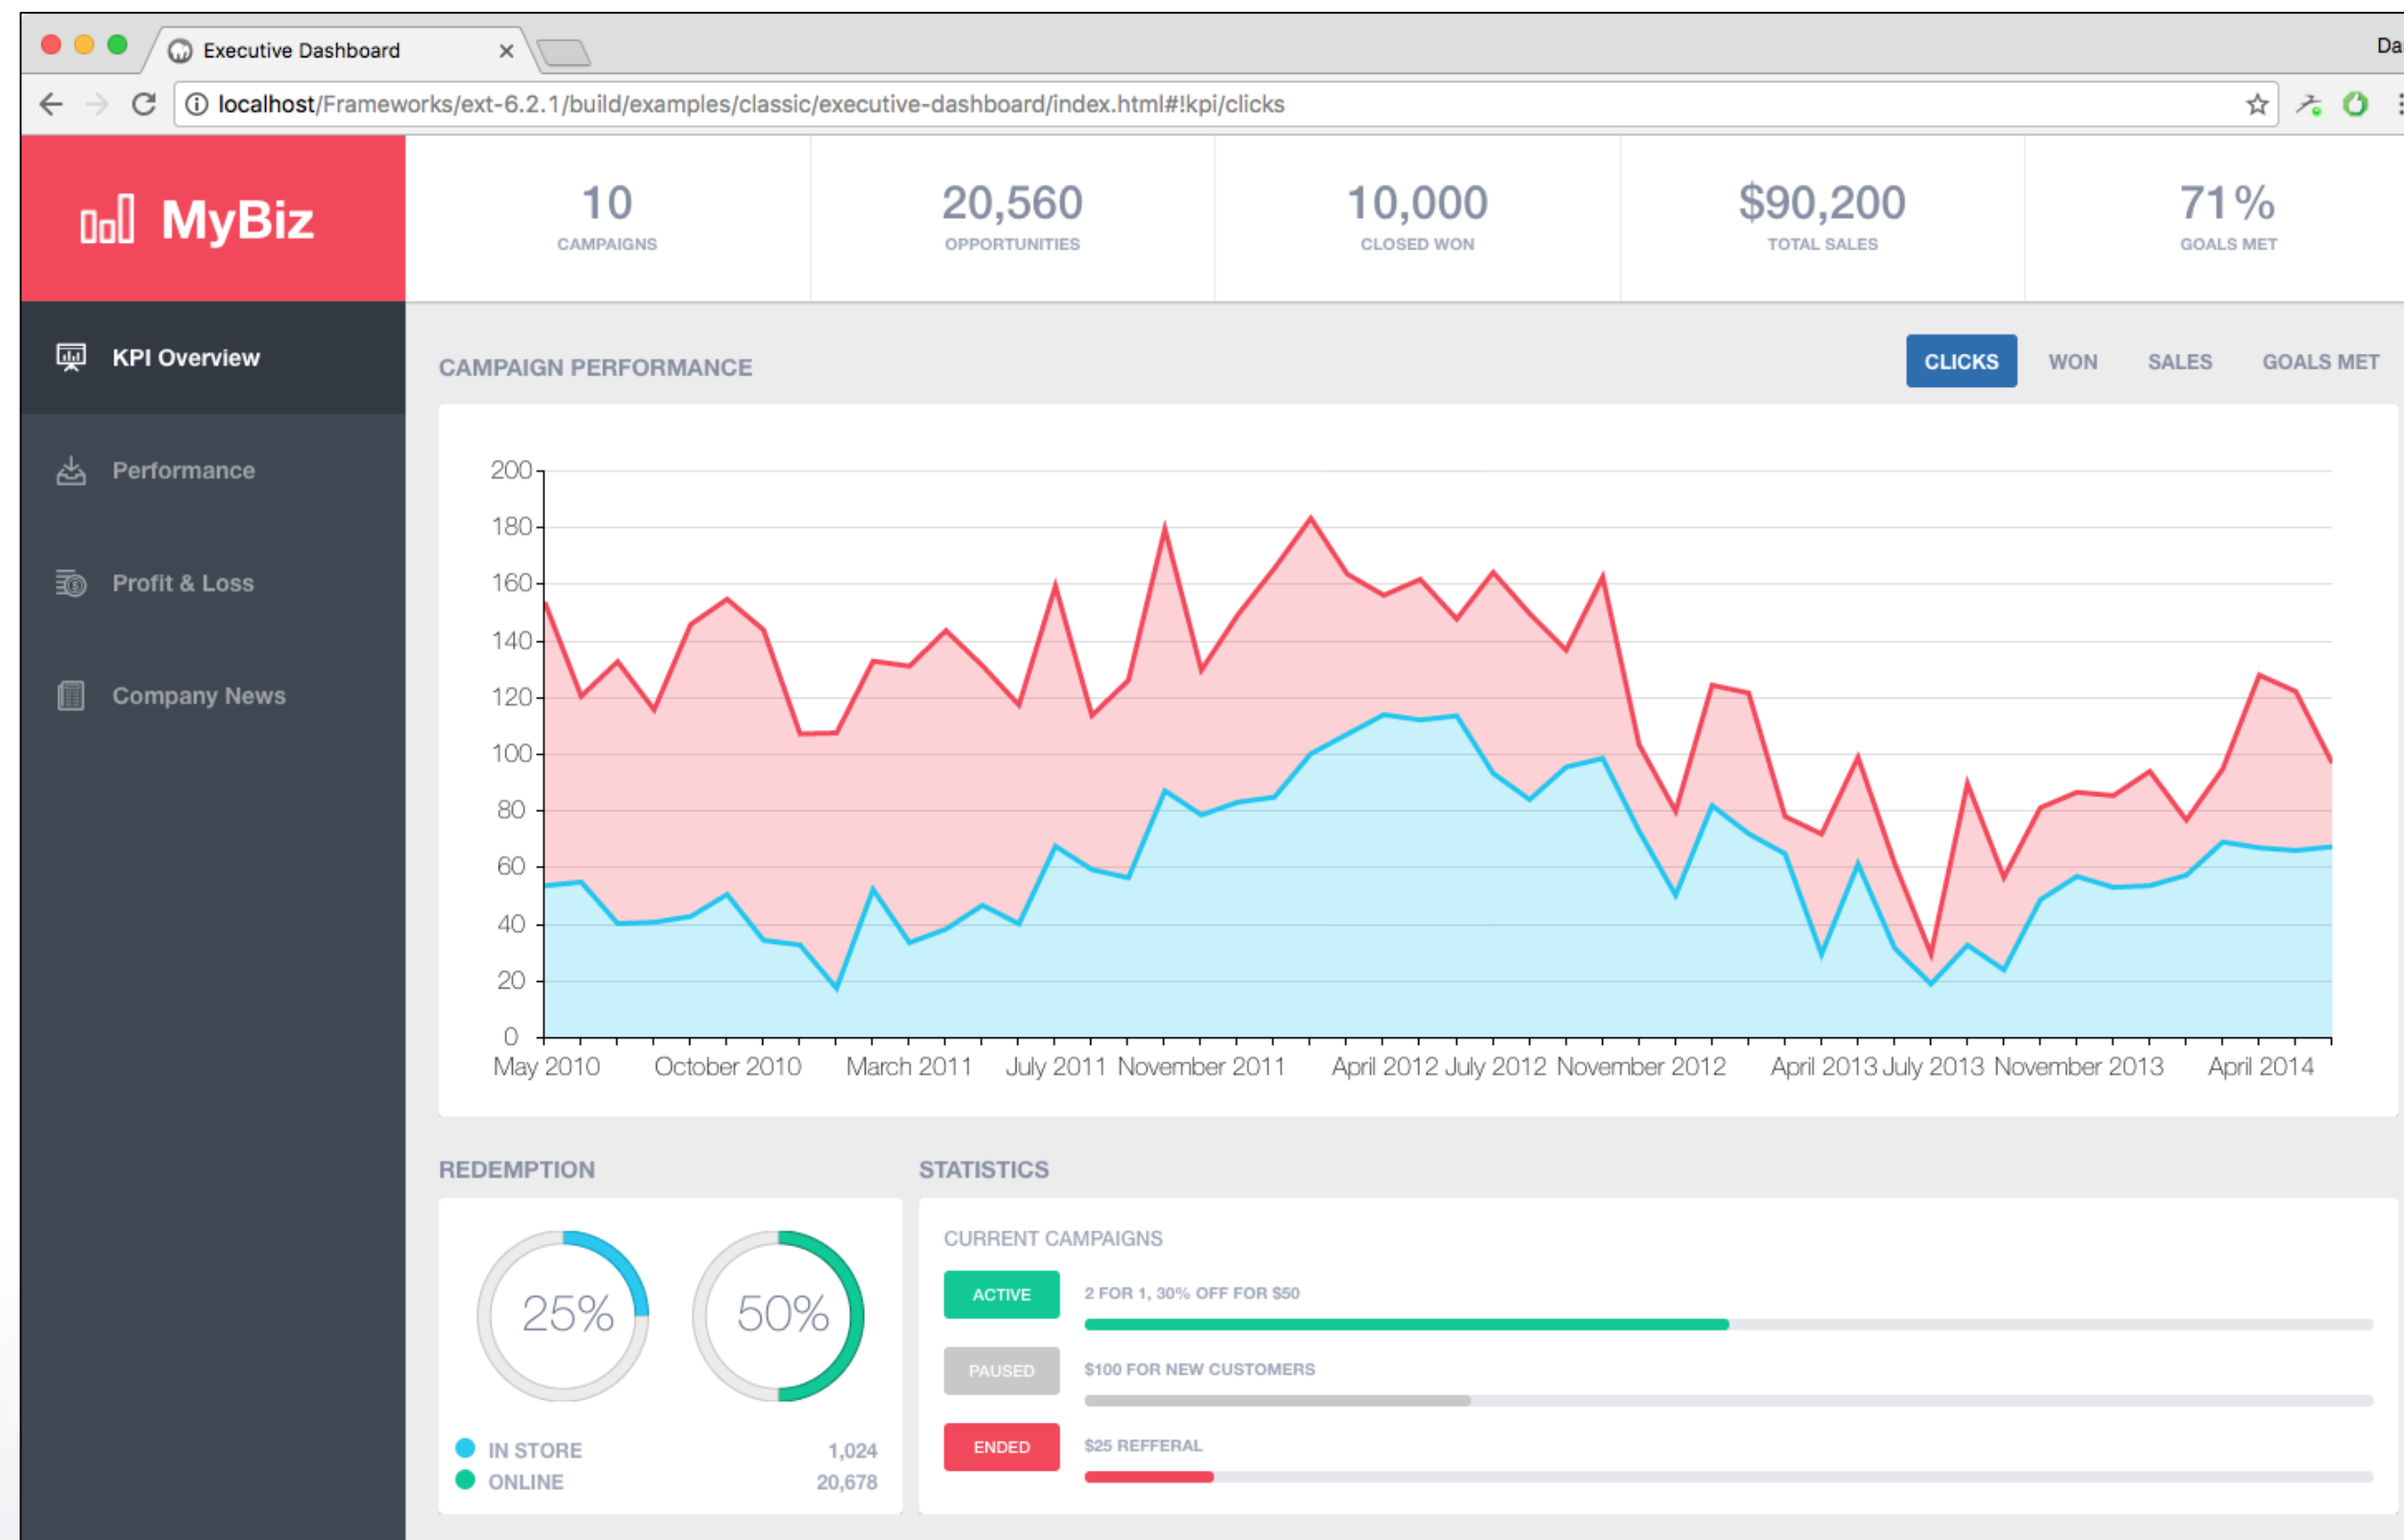 Executive Dashboard
Da
localhost/Frameworks/ext-6.2.1/build/examples/classic/executive-dashboard/index.html#!kpi/clicks
MyBiz
10
CAMPAIGNS
20,560
OPPORTUNITIES
10,000
CLOSED WON
$90,200
TOTAL SALES
71%
GOALS MET
KPI Overview
Performance
Profit & Loss
Company News
CAMPAIGN PERFORMANCE
CLICKS WON SALES GOALS MET
200
180
160
140
120
100
80
60
40
20
0
May 2010 October 2010 March 2011 July 2011 November 2011 April 2012 July 2012 November 2012 April 2013 July 2013 November 2013 April 2014
REDEMPTION
25% 50%
IN STORE 1,024
ONLINE 20,678
STATISTICS
CURRENT CAMPAIGNS
ACTIVE 2 FOR 1, 30% OFF FOR $50
PAUSED $100 FOR NEW CUSTOMERS
ENDED $25 REFFERAL